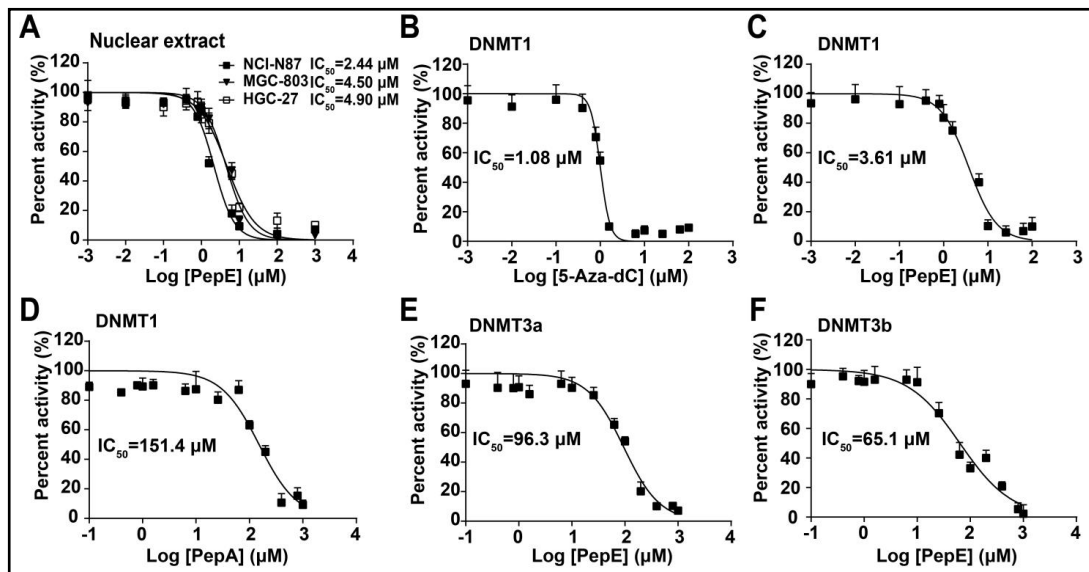 A
Nuclear extract
NCI-N87 IC50=2.44 µM
MGC-803 IC50=4.50 µM
HGC-27 IC50=4.90 µM
Percent activity (%)
120
100
80
60
40
20
0
-3 -2 -1 0 1 2 3 4
Log [PepE] (µM)
B
DNMT1
IC50=1.08 µM
Percent activity (%)
120
100
80
60
40
20
0
-3 -2 -1 0 1 2 3
Log [5-Aza-dC] (µM)
C
DNMT1
IC50=3.61 µM
Percent activity (%)
120
100
80
60
40
20
0
-3 -2 -1 0 1 2 3
Log [PepE] (µM)
D
DNMT1
IC50=151.4 µM
Percent activity (%)
120
100
80
60
40
20
0
-1 0 1 2 3 4
Log [PepA] (µM)
E
DNMT3a
IC50=96.3 µM
Percent activity (%)
120
100
80
60
40
20
0
-1 0 1 2 3 4
Log [PepE] (µM)
F
DNMT3b
IC50=65.1 µM
Percent activity (%)
120
100
80
60
40
20
0
-1 0 1 2 3 4
Log [PepE] (µM)